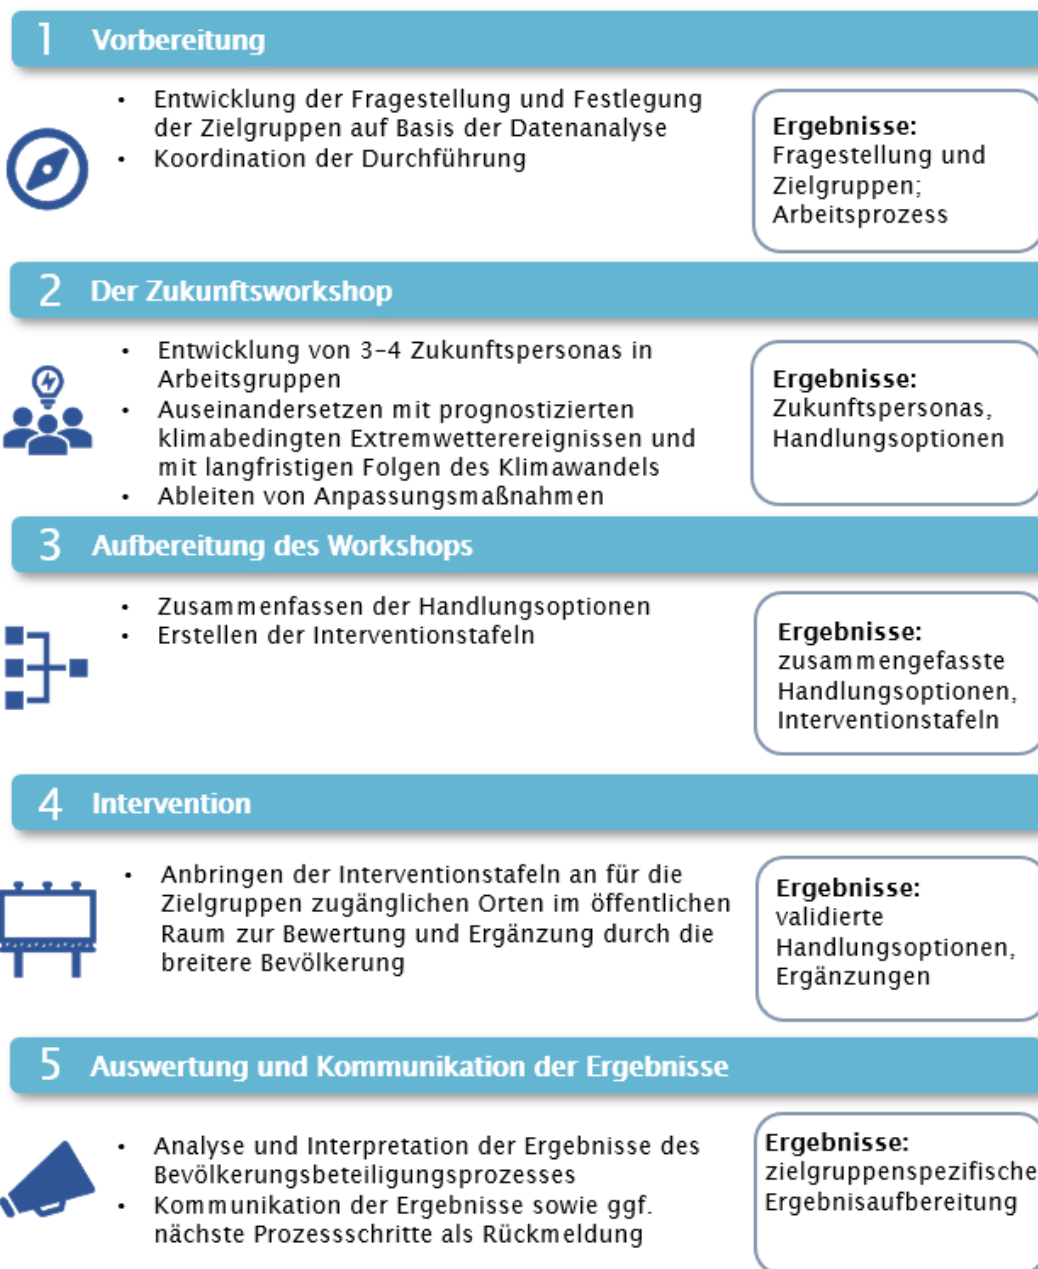 1 Vorbereitung
• Entwicklung der Fragestellung und Festlegung
der Zielgruppen auf Basis der Datenanalyse
• Koordination der Durchführung
Ergebnisse:
Fragestellung und
Zielgruppen;
Arbeitsprozess
2 Der Zukunftsworkshop
• Entwicklung von 3-4 Zukunftspersonas in
Arbeitsgruppen
• Auseinandersetzen mit prognostizierten
klimabedingten Extremwetterereignissen und
mit langfristigen Folgen des Klimawandels
• Ableiten von Anpassungsmaßnahmen
Ergebnisse:
Zukunftspersonas,
Handlungsoptionen
3 Aufbereitung des Workshops
• Zusammenfassen der Handlungsoptionen
• Erstellen der Interventionstafeln
Ergebnisse:
zusammengefasste
Handlungsoptionen,
Interventionstafeln
4 Intervention
• Anbringen der Interventionstafeln an für die
Zielgruppen zugänglichen Orten im öffentlichen
Raum zur Bewertung und Ergänzung durch die
breitere Bevölkerung
Ergebnisse:
validierte
Handlungsoptionen,
Ergänzungen
5 Auswertung und Kommunikation der Ergebnisse
• Analyse und Interpretation der Ergebnisse des
Bevölkerungsbeteiligungsprozesses
• Kommunikation der Ergebnisse sowie ggf.
nächste Prozessschritte als Rückmeldung
Ergebnisse:
zielgruppenspezifische
Ergebnisaufbereitung